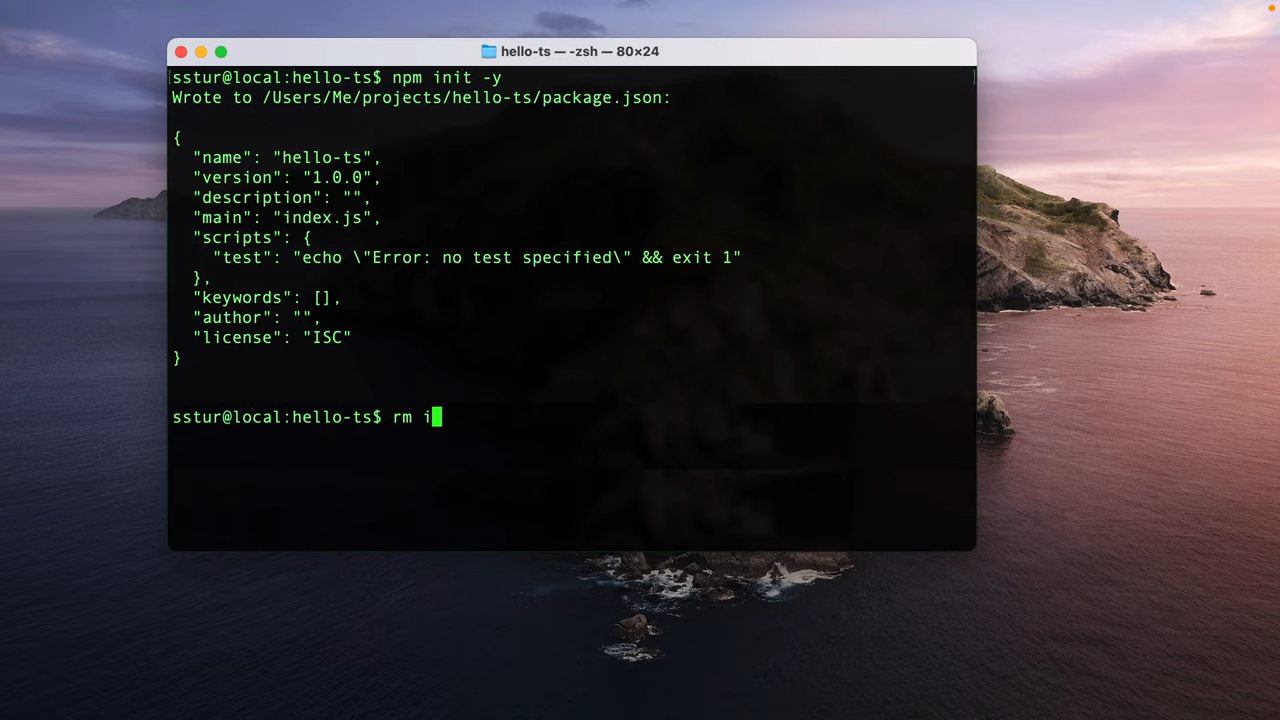 hello-ts — -zsh — 80×24
sstur@local:hello-ts$ npm init -y
Wrote to /Users/Me/projects/hello-ts/package.json:
{
"name": "hello-ts",
"version": "1.0.0",
"description": "",
"main": "index.js",
"scripts": {
"test": "echo \"Error: no test specified\" && exit 1"
},
"keywords": [],
"author": "",
"license": "ISC"
}
sstur@local:hello-ts$ rm i